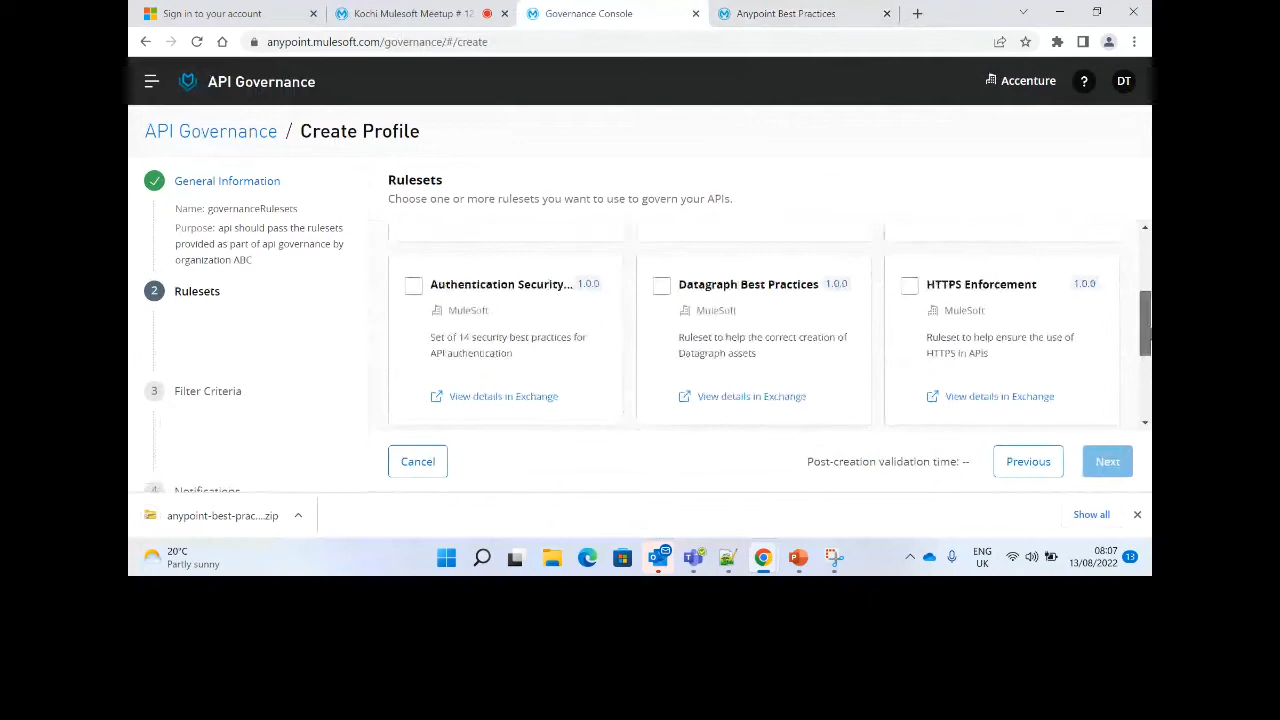 Sign in to your account
Kochi Mulesoft Meetup # 12
Governance Console
Anypoint Best Practices
anypoint.mulesoft.com/governance/#/create
API Governance
Accenture
?
DT
API Governance / Create Profile
General Information
Name: governanceRulesets
Purpose: api should pass the rulesets
provided as part of api governance by
organization ABC
2
Rulesets
3
Filter Criteria
4
Notifications
Rulesets
Choose one or more rulesets you want to use to govern your APIs.
Authentication Security... 1.0.0
MuleSoft
Set of 14 security best practices for
API authentication
View details in Exchange
Datagraph Best Practices 1.0.0
MuleSoft
Ruleset to help the correct creation of
Datagraph assets
View details in Exchange
HTTPS Enforcement 1.0.0
MuleSoft
Ruleset to help ensure the use of
HTTPS in APIs
View details in Exchange
Cancel
Post-creation validation time: --
Previous
Next
anypoint-best-prac....zip
Show all
20°C
Partly sunny
ENG
UK
08:07
13/08/2022
13